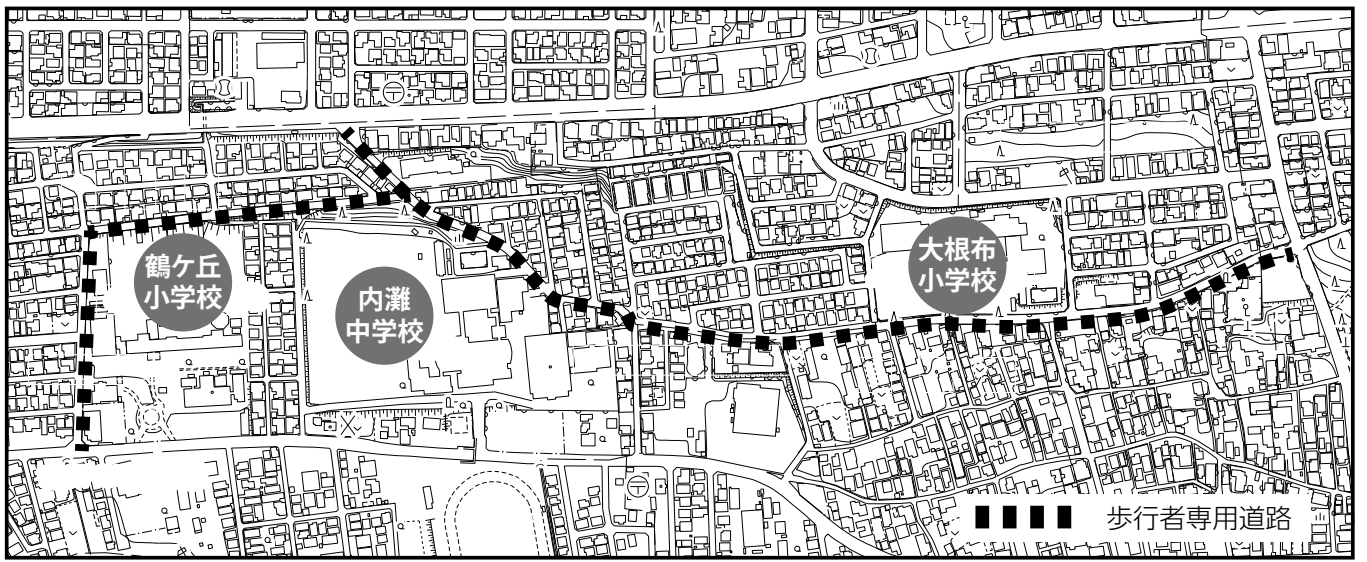 鶴ケ丘
小学校
内灘
中学校
大根布
小学校
歩行者専用道路